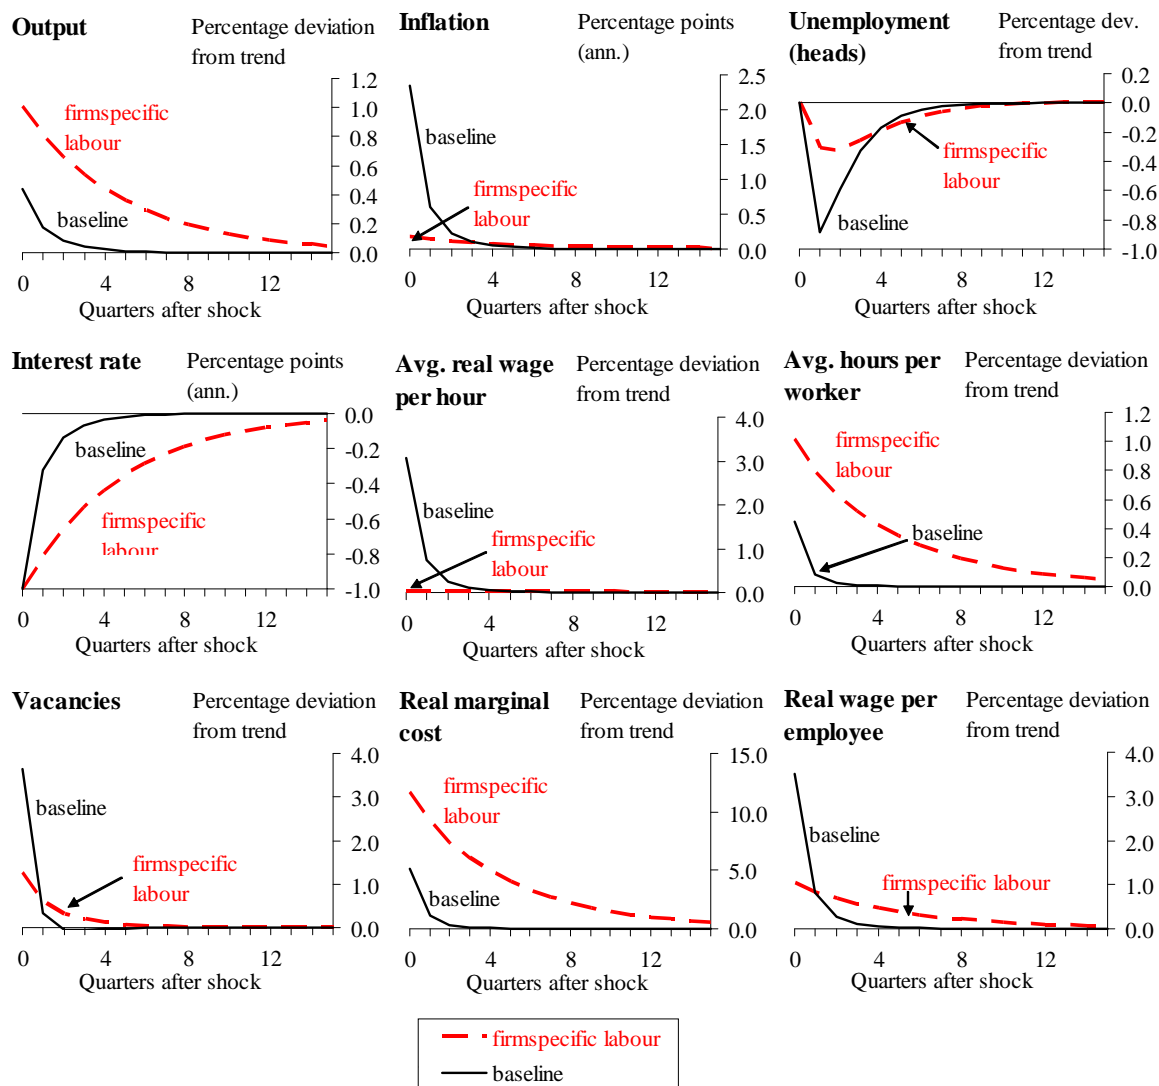 Output
Percentage deviation
from trend
1.2
1.0
0.8
0.6
0.4
0.2
0.0
firmspecific
labour
baseline
0 4 8 12
Quarters after shock
Inflation
Percentage points
(ann.)
2.5
2.0
1.5
1.0
0.5
0.0
baseline
firmspecific
labour
0 4 8 12
Quarters after shock
Unemployment
(heads)
Percentage dev.
from trend
0.2
0.0
-0.2
-0.4
-0.6
-0.8
-1.0
firmspecific
labour
baseline
0 4 8 12
Quarters after shock
Interest rate
Percentage points
(ann.)
0.0
-0.2
-0.4
-0.6
-0.8
-1.0
baseline
firmspecific
labour
0 4 8 12
Quarters after shock
Avg. real wage
per hour
Percentage deviation
from trend
4.0
3.0
2.0
1.0
0.0
baseline
firmspecific
labour
0 4 8 12
Quarters after shock
Avg. hours per
worker
Percentage deviation
from trend
1.2
1.0
0.8
0.6
0.4
0.2
0.0
firmspecific
labour
baseline
0 4 8 12
Quarters after shock
Vacancies
Percentage deviation
from trend
4.0
3.0
2.0
1.0
0.0
baseline
firmspecific
labour
0 4 8 12
Quarters after shock
Real marginal
cost
Percentage deviation
from trend
15.0
10.0
5.0
0.0
firmspecific
labour
baseline
0 4 8 12
Quarters after shock
Real wage per
employee
Percentage deviation
from trend
4.0
3.0
2.0
1.0
0.0
baseline
firmspecific labour
0 4 8 12
Quarters after shock
firmspecific labour
baseline